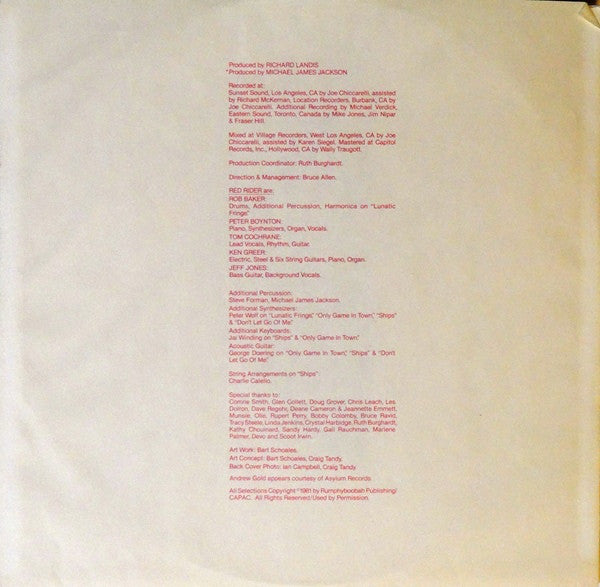 Produced by RICHARD LANDIS
*Produced by MICHAEL JAMES JACKSON
Recorded at:
Sunset Sound, Los Angeles, CA by Joe Chiccarelli, assisted
by Richard McKernan, Location Recorders, Burbank, CA by
Joe Chiccarelli. Additional Recording by Michael Verdick,
Eastern Sound, Toronto, Canada by Mike Jones, Jim Nipar
& Fraser Hill.
Mixed at Village Recorders, West Los Angeles, CA by Joe
Chiccarelli, assisted by Karen Siegel. Mastered at Capitol
Records, Inc., Hollywood, CA by Wally Traugott.
Production Coordinator: Ruth Burghardt.
Direction & Management: Bruce Allen.
RED RIDER are:
ROB BAKER:
Drums, Additional Percussion, Harmonica on "Lunatic
Fringe"
PETER BOYNTON:
Piano, Synthesizers, Organ, Vocals.
TOM COCHRANE:
Lead Vocals, Rhythm, Guitar.
KEN GREER:
Electric, Steel & Six String Guitars, Piano, Organ.
JEFF JONES:
Bass Guitar, Background Vocals.
Additional Percussion:
Steve Forman, Michael James Jackson.
Additional Synthesizers:
Peter Wolf on "Lunatic Fringe," "Only Game In Town," "Ships"
& "Don't Let Go Of Me"
Additional Keyboards:
Jai Winding on "Ships" & "Only Game In Town"
Acoustic Guitar:
George Doering on "Only Game In Town," "Ships" & "Don't
Let Go Of Me"
String Arrangements on "Ships":
Charlie Calello.
Special thanks to:
Connie Smith, Glen Collett, Doug Grover, Chris Leach, Les
Dave Deane Cameron & Jeannette Emmett,
Munsie, Ollie, Rupert Perry, Bobby Colomby, Bruce Ravid,
Tracy Steele, Linda Jenkins, Crystal Harbidge, Ruth Burghardt,
Kathy Chouinard, Sandy Hardy, Gail Rauchman, Marlene
Palmer, Devo and Scoot Irwin.
Art Work: Bart Schoales.
Art Concept: Bart Schoales, Craig Tandy.
Back Cover Photo: Ian Campbell, Craig Tandy
Andrew Gold appears courtesy of Asylum Records.
All Selections Copyright ©1981 by Rumphyboobah Publishing/
CAPAC. All Rights Reserved/Used by Permission.